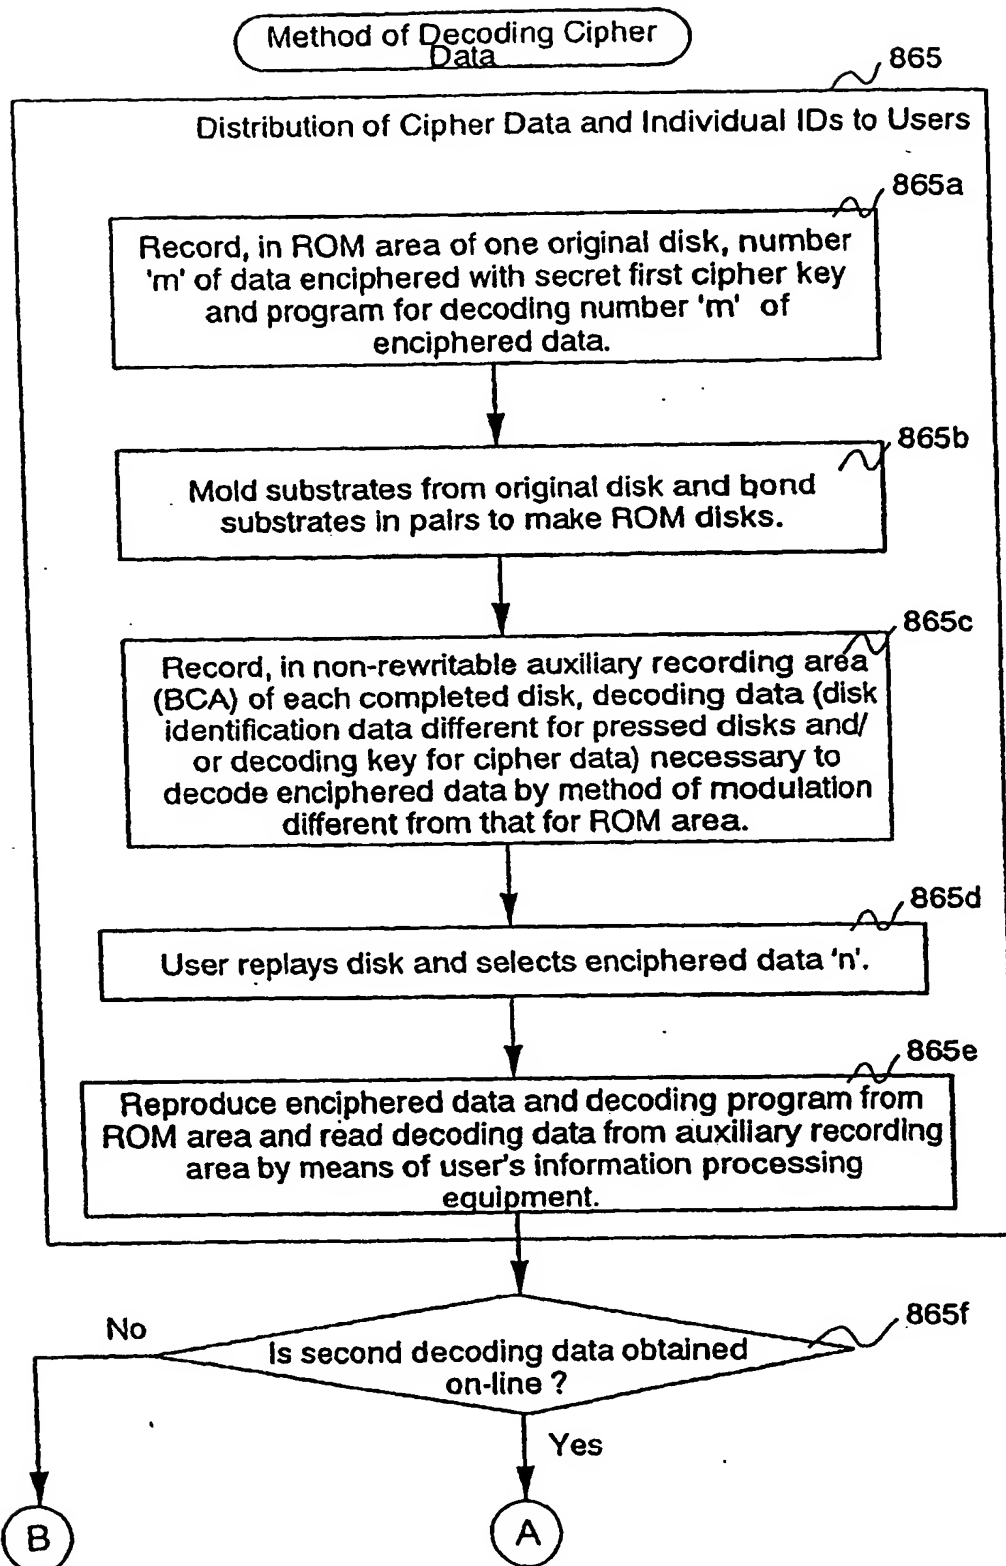 Method of Decoding Cipher
Data
865
Distribution of Cipher Data and Individual IDs to Users
865a
Record, in ROM area of one original disk, number
'm' of data enciphered with secret first cipher key
and program for decoding number 'm' of
enciphered data.
865b
Mold substrates from original disk and bond
substrates in pairs to make ROM disks.
865c
Record, in non-rewritable auxiliary recording area
(BCA) of each completed disk, decoding data (disk
identification data different for pressed disks and/
or decoding key for cipher data) necessary to
decode enciphered data by method of modulation
different from that for ROM area.
865d
User replays disk and selects enciphered data 'n'.
865e
Reproduce enciphered data and decoding program from
ROM area and read decoding data from auxiliary recording
area by means of user's information processing
equipment.
865f
No
Is second decoding data obtained
on-line ?
Yes
B
A